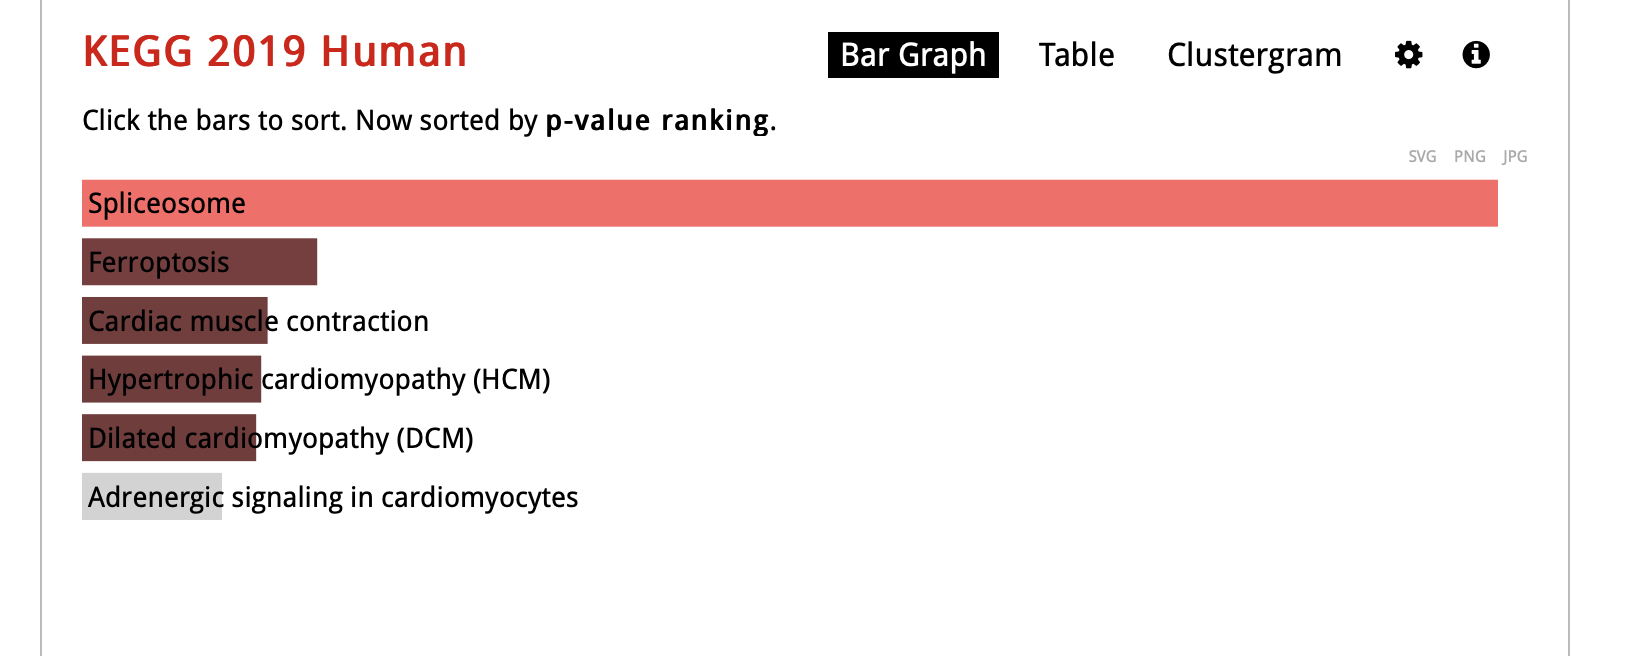 KEGG 2019 Human
Bar Graph Table Clustergram
Click the bars to sort. Now sorted by p-value ranking.
SVG PNG JPG
Spliceosome
Ferroptosis
Cardiac muscle contraction
Hypertrophic cardiomyopathy (HCM)
Dilated cardiomyopathy (DCM)
Adrenergic signaling in cardiomyocytes